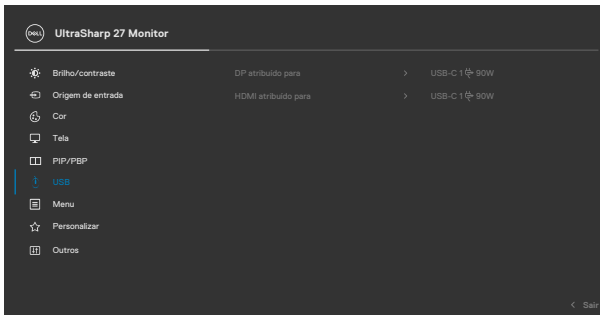 DELL UltraSharp 27 Monitor
Brilho/contraste DP atribuído para > USB-C 1 90W
Origem de entrada HDMI atribuído para > USB-C 1 90W
Cor
Tela
PIP/PBP
USB
Menu
Personalizar
Outros
< Sair